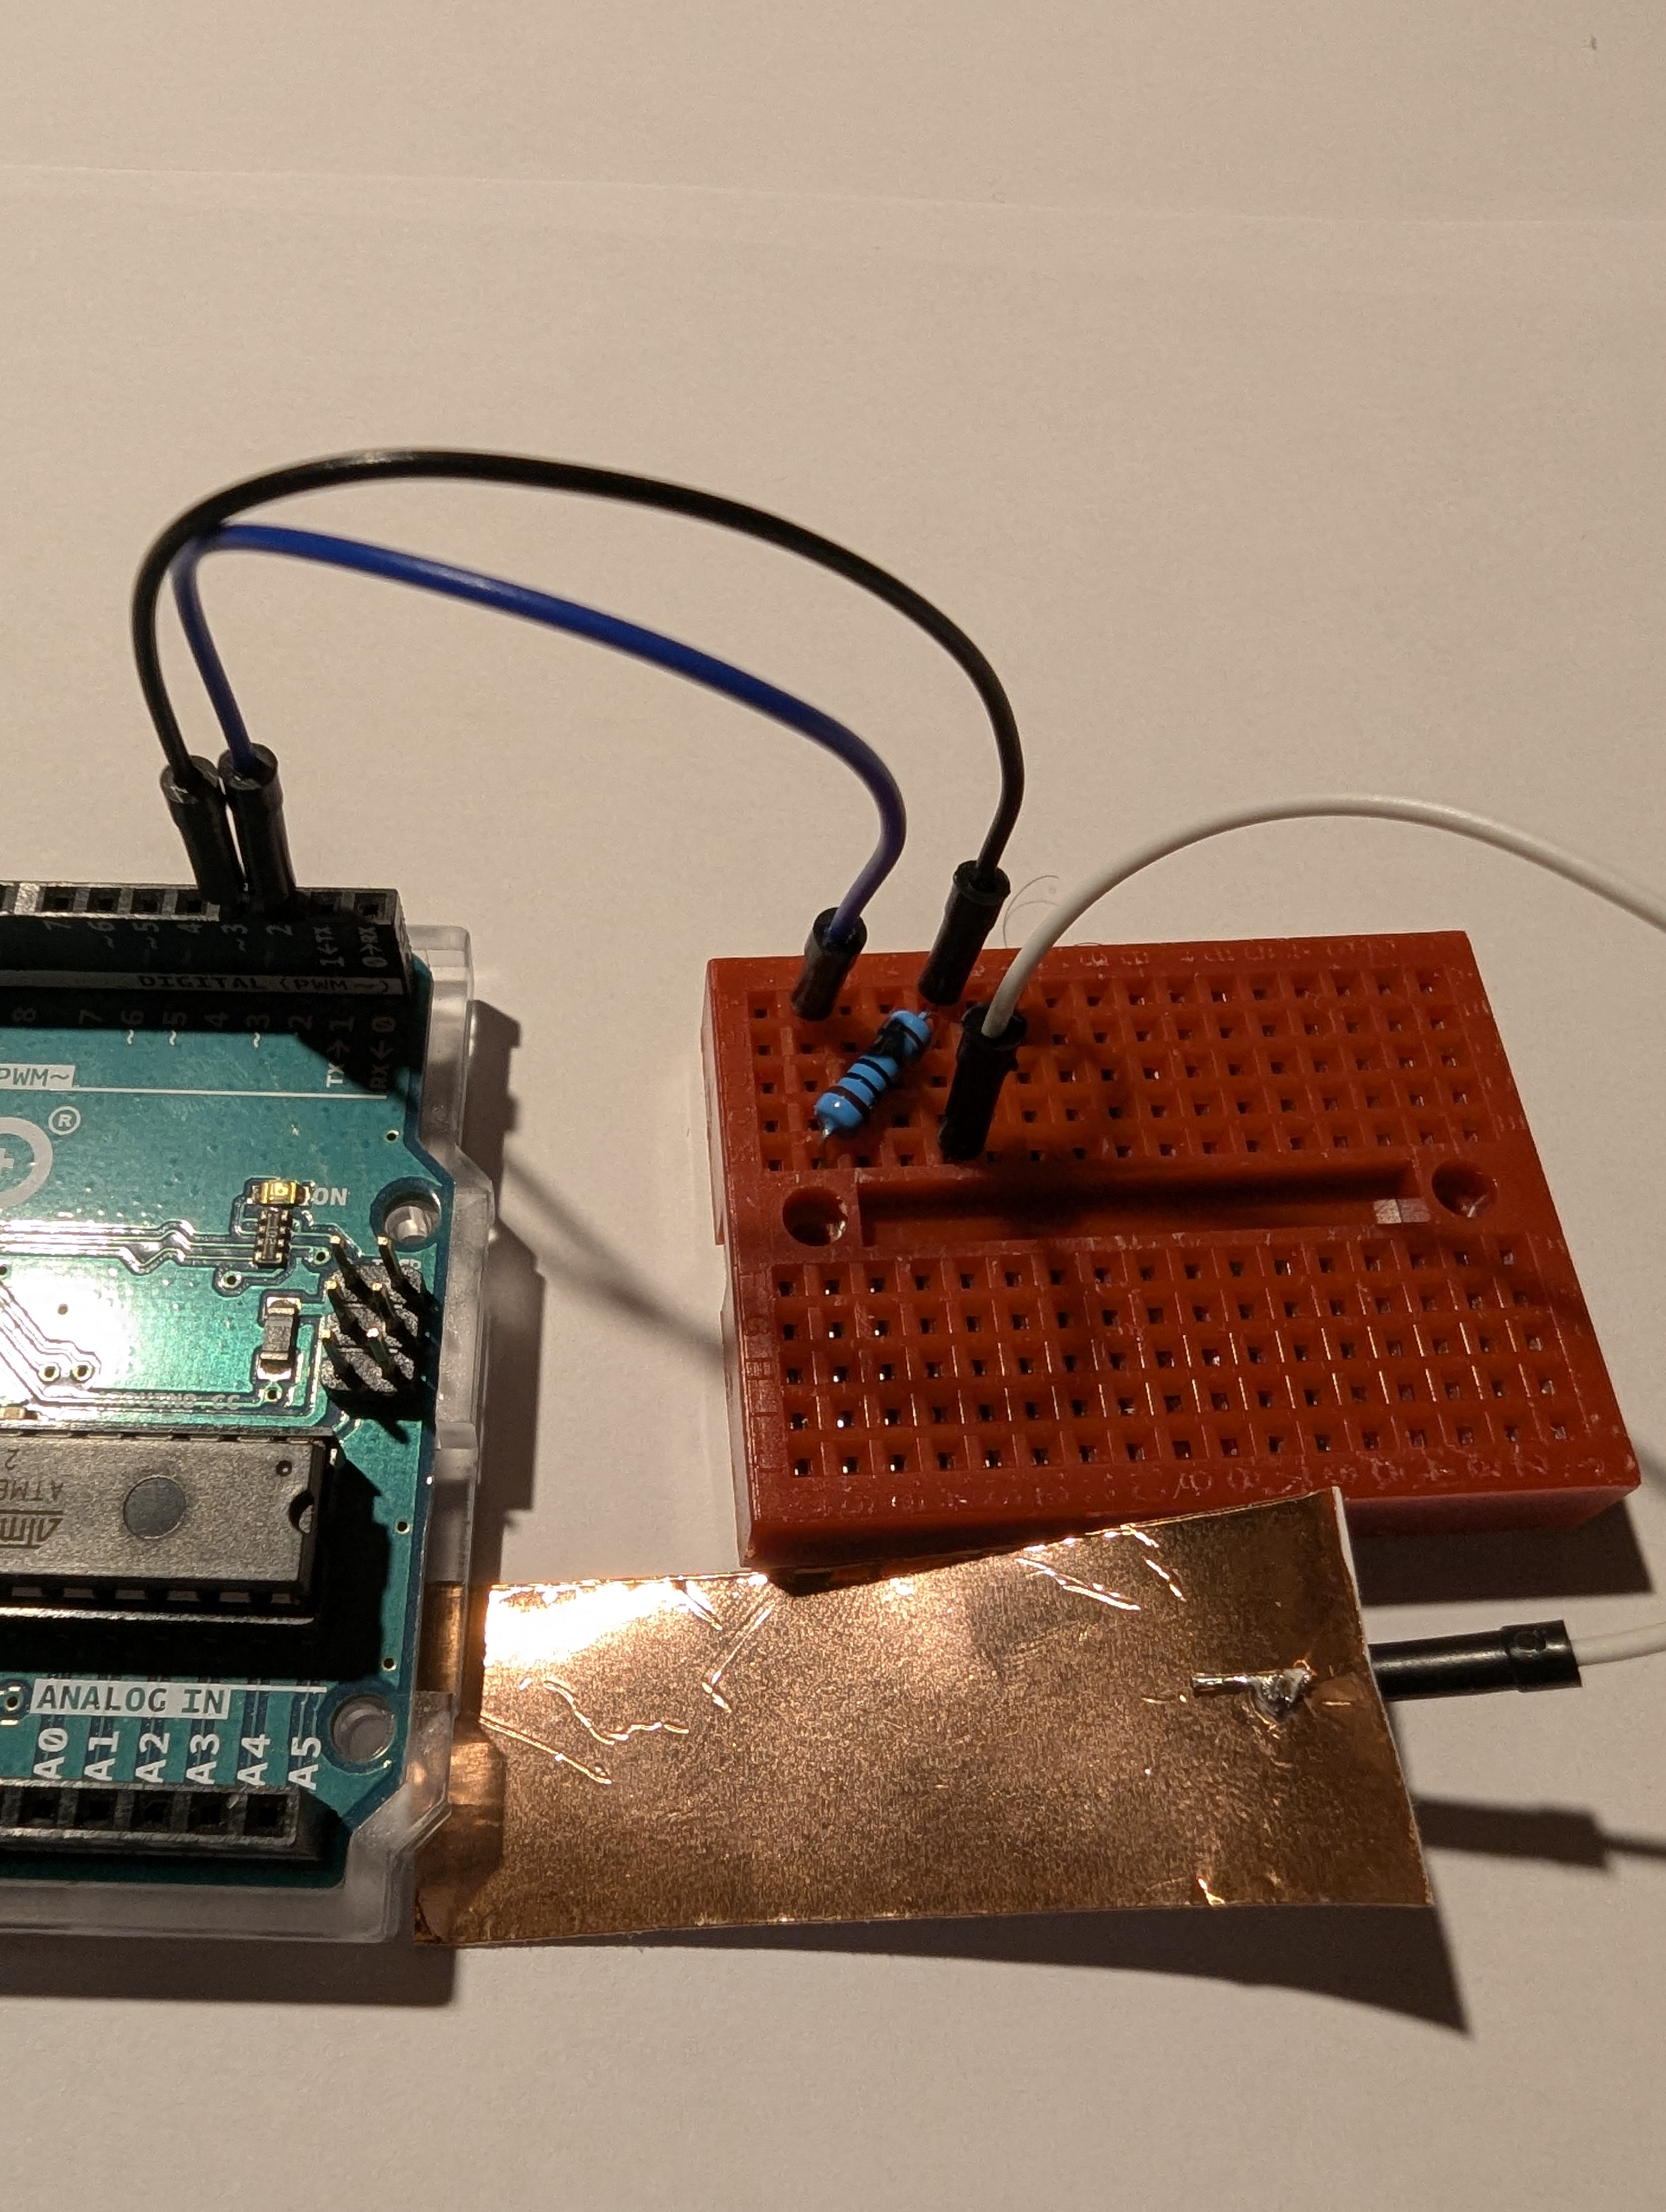 7 ~6 ~5 4 ~3 2 1→TX 0←RX
DIGITAL (PWM~)
8 7 ~6 ~5 4 ~3 2 TX→1 RX←0
PWM~
®
ON
ANALOG IN
A0 A1 A2 A3 A4 A5